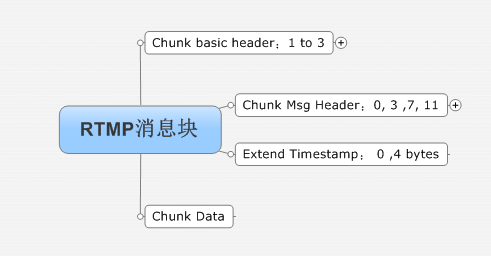 Chunk basic header；1 to 3
Chunk Msg Header：0, 3 ,7, 11
RTMP消息块
Extend Timestamp： 0 ,4 bytes
Chunk Data